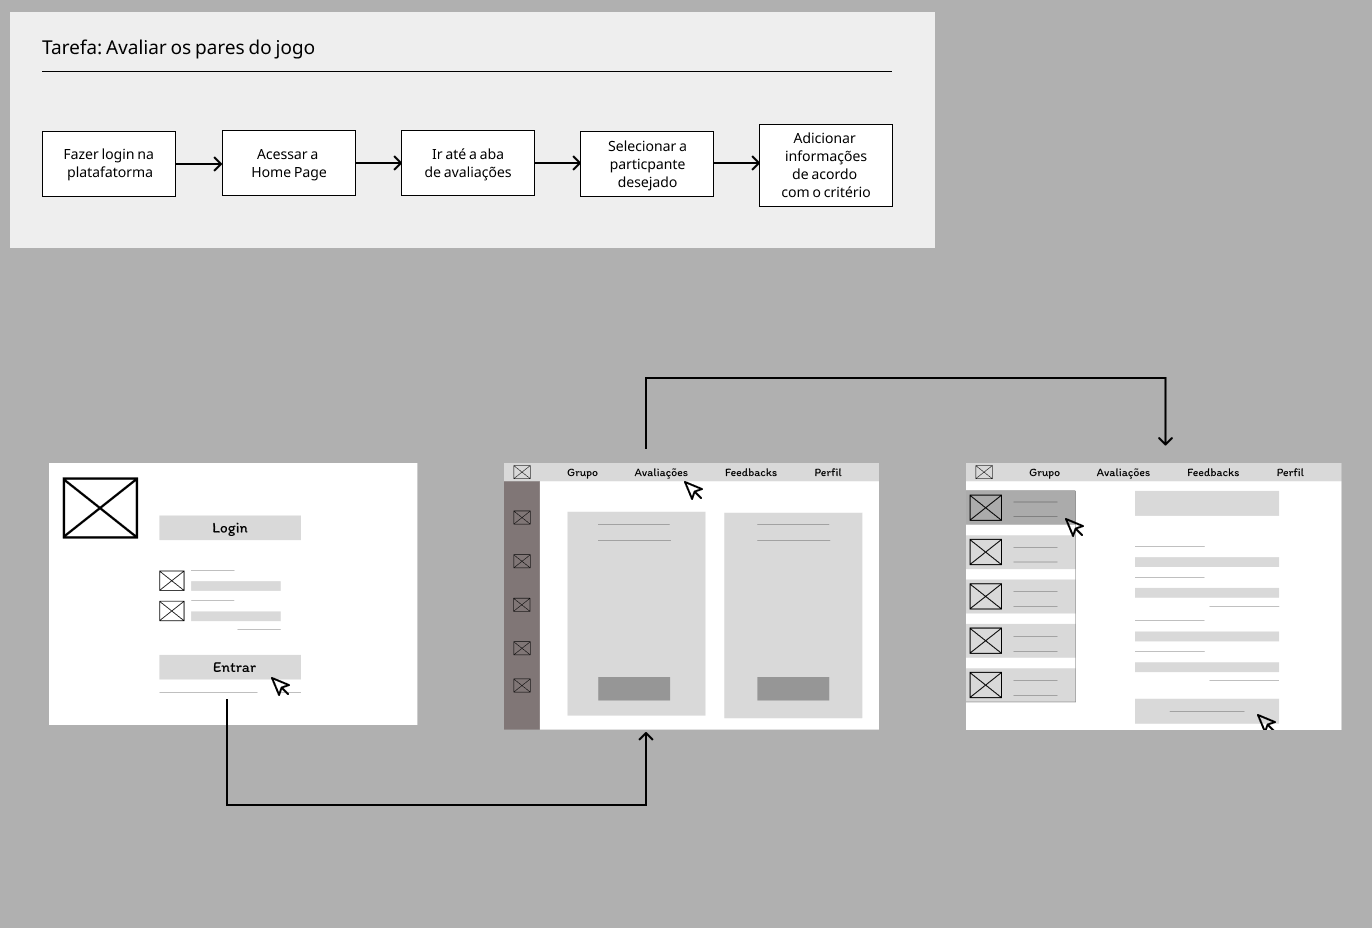 Tarefa: Avaliar os pares do jogo
Fazer login na
platafatorma
Acessar a
Home Page
Ir até a aba
de avaliações
Selecionar a
particpante
desejado
Adicionar
informações
de acordo
com o critério
Login
Entrar
Grupo Avaliações Feedbacks Perfil
Grupo Avaliações Feedbacks Perfil